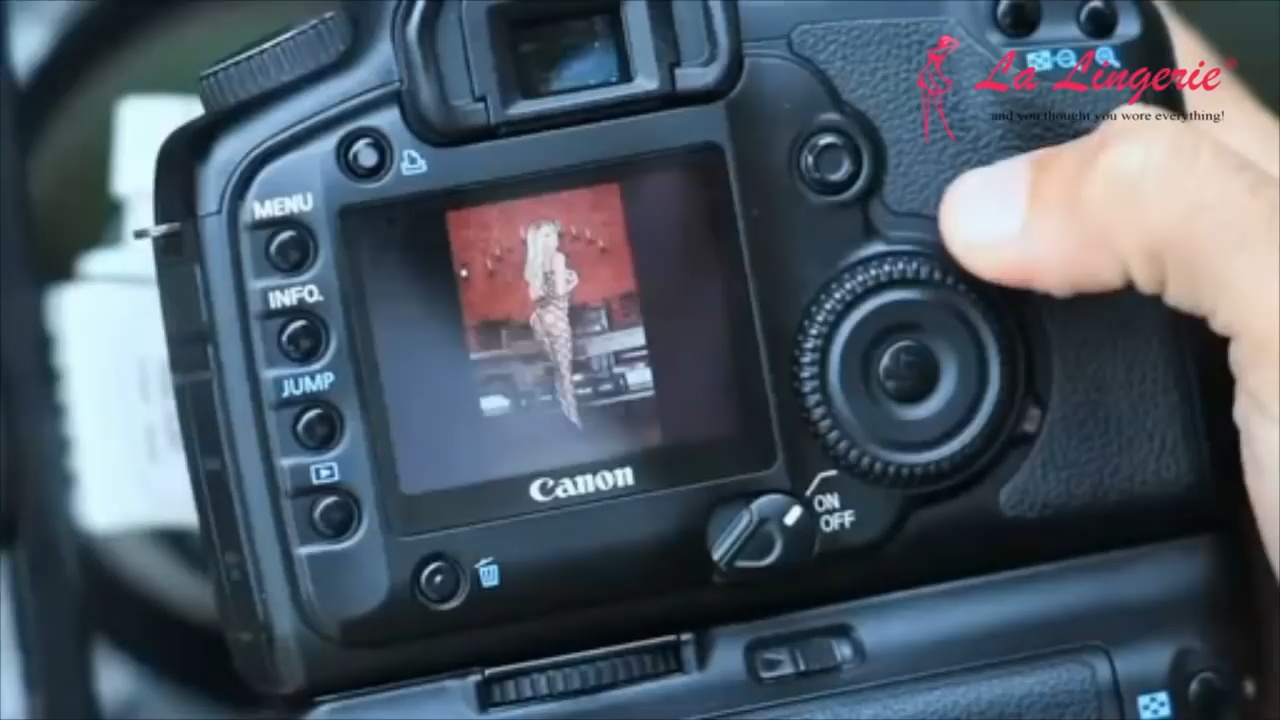 La Lingerie
and you thought you wore everything!
MENU
INFO.
JUMP
Canon
ON
OFF